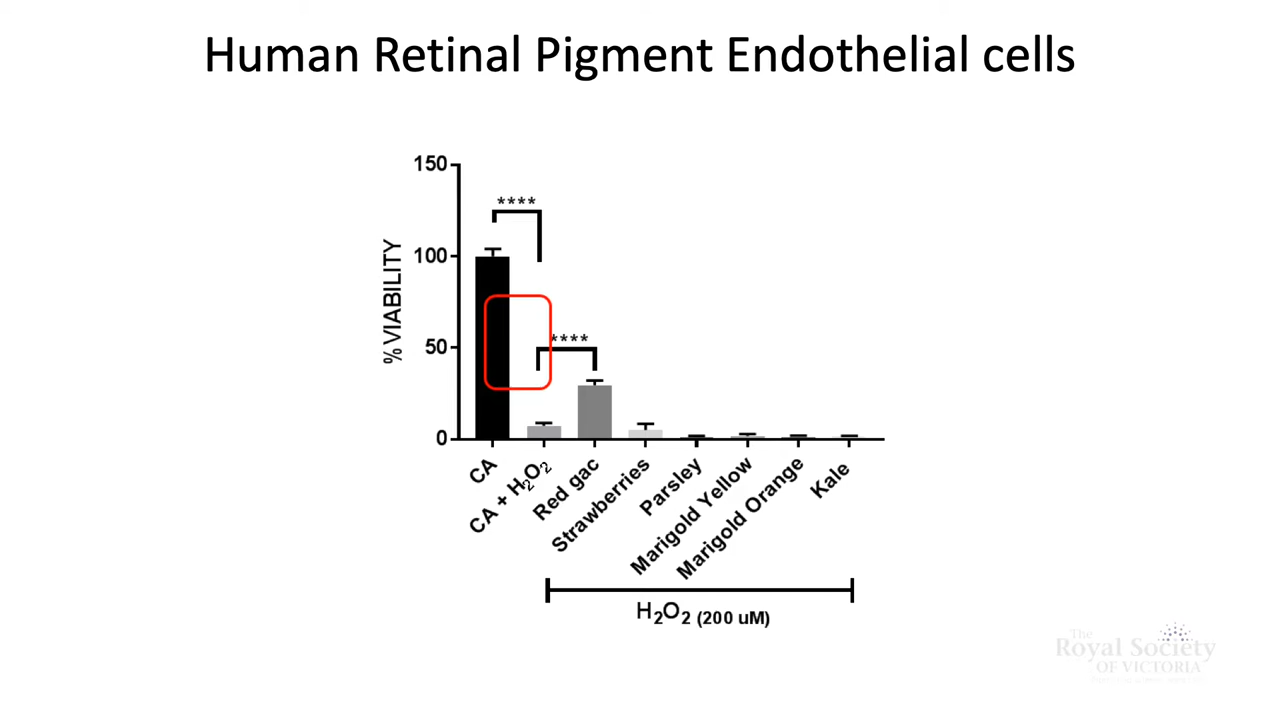 Human Retinal Pigment Endothelial cells
150
****
100
% VIABILITY
****
50
0
CA
CA + H₂O₂
Red gac
Strawberries
Parsley
Marigold Yellow
Marigold Orange
Kale
H₂O₂ (200 uM)
The
Royal Society
OF VICTORIA